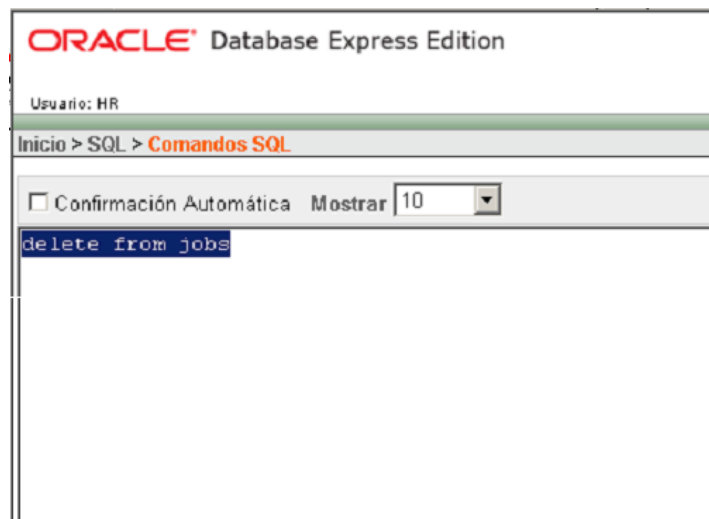 ORACLE Database Express Edition
Usuario: HR
Inicio > SQL > Comandos SQL
Confirmación Automática Mostrar 10
delete from jobs